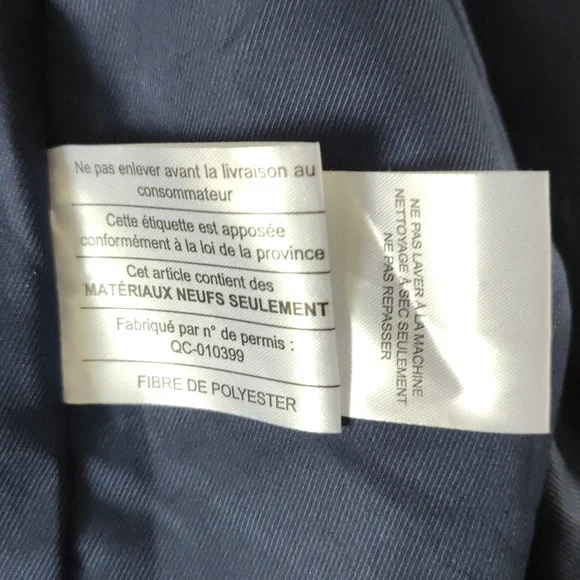 Ne pas enlever avant la livraison au
consommateur
Cette étiquette est apposée
conformément à la loi de la province
Cet article contient des
MATÉRIAUX NEUFS SEULEMENT
Fabriqué par n° de permis :
QC-010399
FIBRE DE POLYESTER
NE PAS LAVER À LA MACHINE
NETTOYAGE À SEC SEULEMENT
NE PAS REPASSER